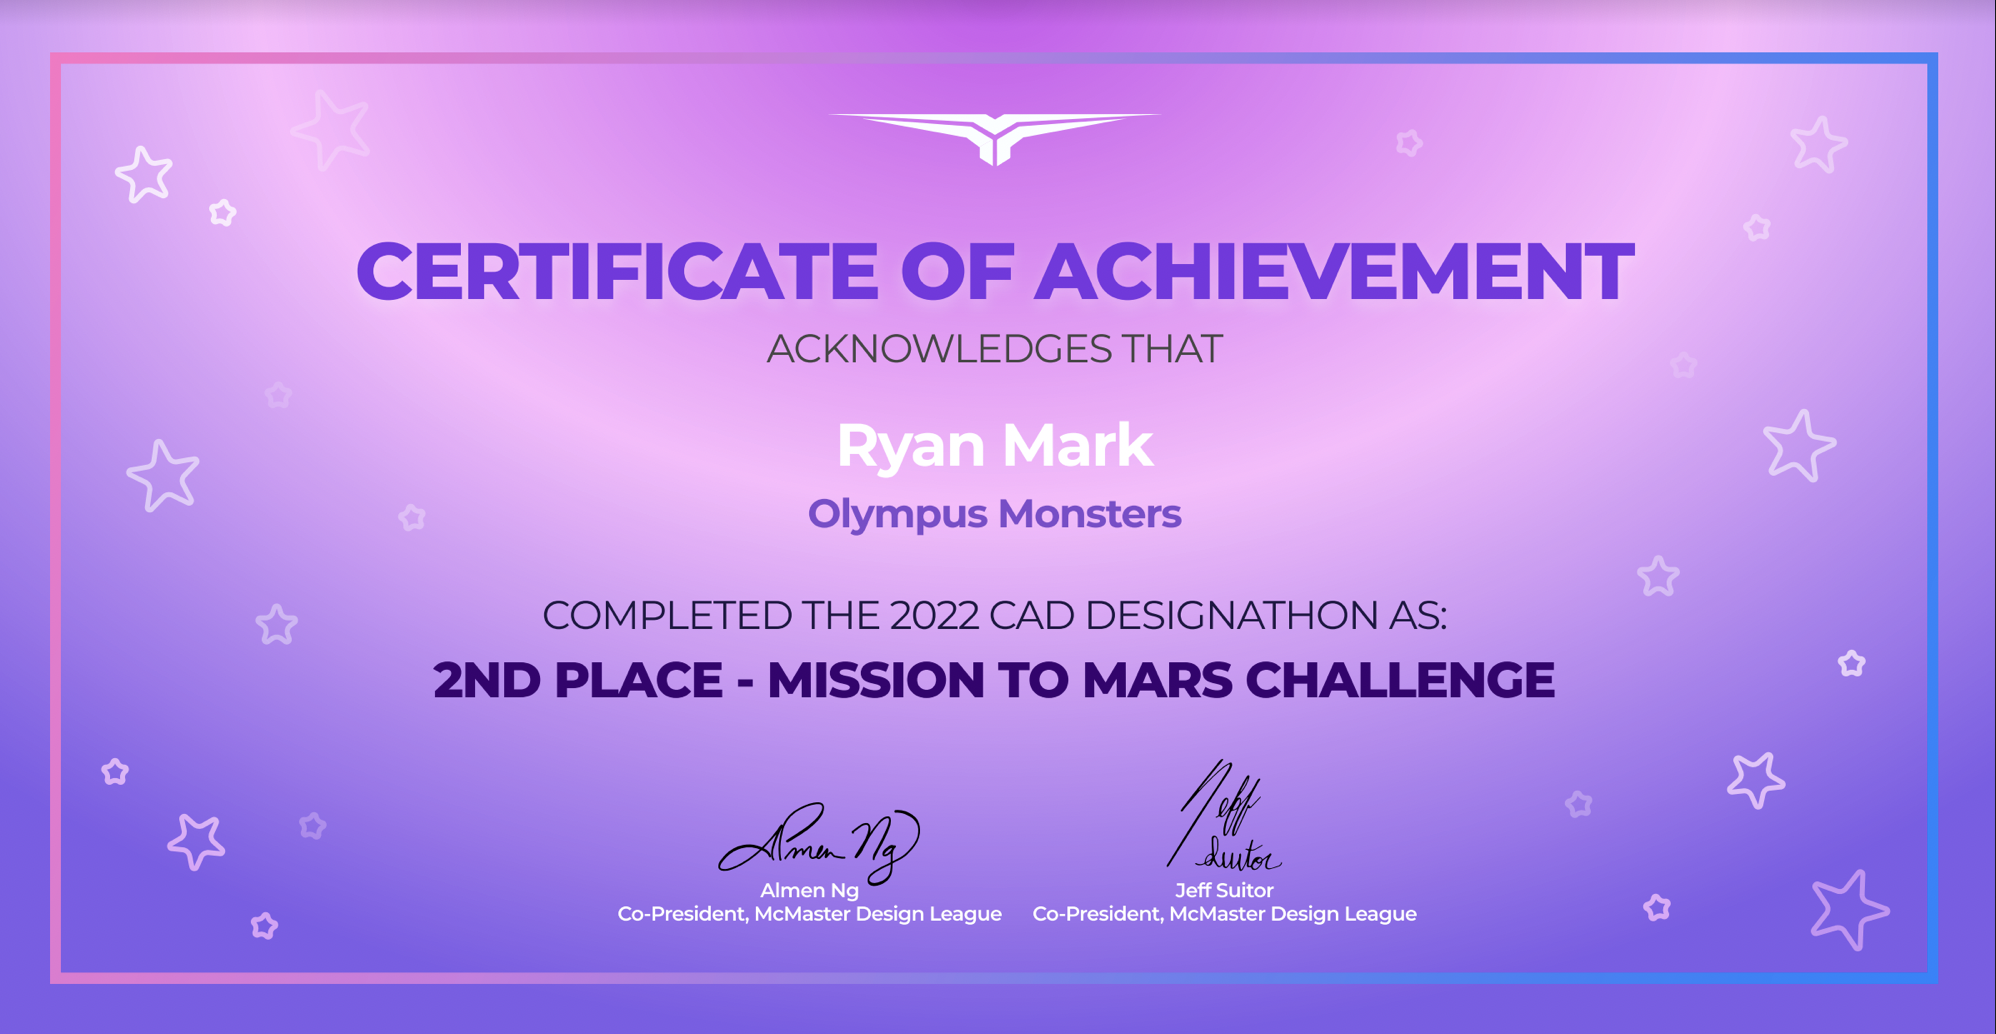 CERTIFICATE OF ACHIEVEMENT
ACKNOWLEDGES THAT
Ryan Mark
Olympus Monsters
COMPLETED THE 2022 CAD DESIGNATHON AS:
2ND PLACE - MISSION TO MARS CHALLENGE
Almen Ng
Jeff
Suitor
Almen Ng
Jeff Suitor
Co-President, McMaster Design League
Co-President, McMaster Design League